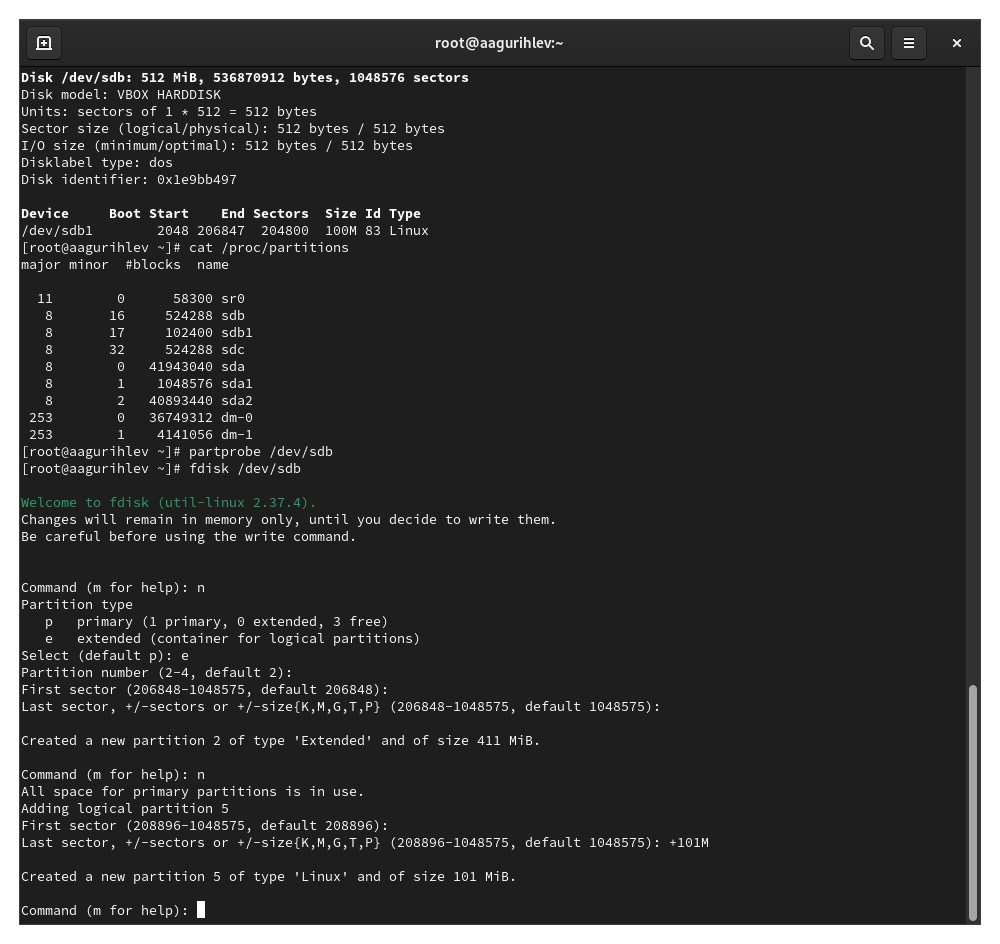 root@aagurihlev:~
Disk /dev/sdb: 512 MiB, 536870912 bytes, 1048576 sectors
Disk model: VBOX HARDDISK
Units: sectors of 1 * 512 = 512 bytes
Sector size (logical/physical): 512 bytes / 512 bytes
I/O size (minimum/optimal): 512 bytes / 512 bytes
Disklabel type: dos
Disk identifier: 0x1e9bb497

Device     Boot Start    End Sectors  Size Id Type
/dev/sdb1        2048 206847  204800  100M 83 Linux
[root@aagurihlev ~]# cat /proc/partitions
major minor  #blocks  name

  11        0      58300 sr0
   8       16     524288 sdb
   8       17     102400 sdb1
   8       32     524288 sdc
   8        0   41943040 sda
   8        1    1048576 sda1
   8        2   40893440 sda2
 253        0   36749312 dm-0
 253        1    4141056 dm-1
[root@aagurihlev ~]# partprobe /dev/sdb
[root@aagurihlev ~]# fdisk /dev/sdb

Welcome to fdisk (util-linux 2.37.4).
Changes will remain in memory only, until you decide to write them.
Be careful before using the write command.


Command (m for help): n
Partition type
   p   primary (1 primary, 0 extended, 3 free)
   e   extended (container for logical partitions)
Select (default p): e
Partition number (2-4, default 2):
First sector (206848-1048575, default 206848):
Last sector, +/-sectors or +/-size{K,M,G,T,P} (206848-1048575, default 1048575):

Created a new partition 2 of type 'Extended' and of size 411 MiB.

Command (m for help): n
All space for primary partitions is in use.
Adding logical partition 5
First sector (208896-1048575, default 208896):
Last sector, +/-sectors or +/-size{K,M,G,T,P} (208896-1048575, default 1048575): +101M

Created a new partition 5 of type 'Linux' and of size 101 MiB.

Command (m for help):